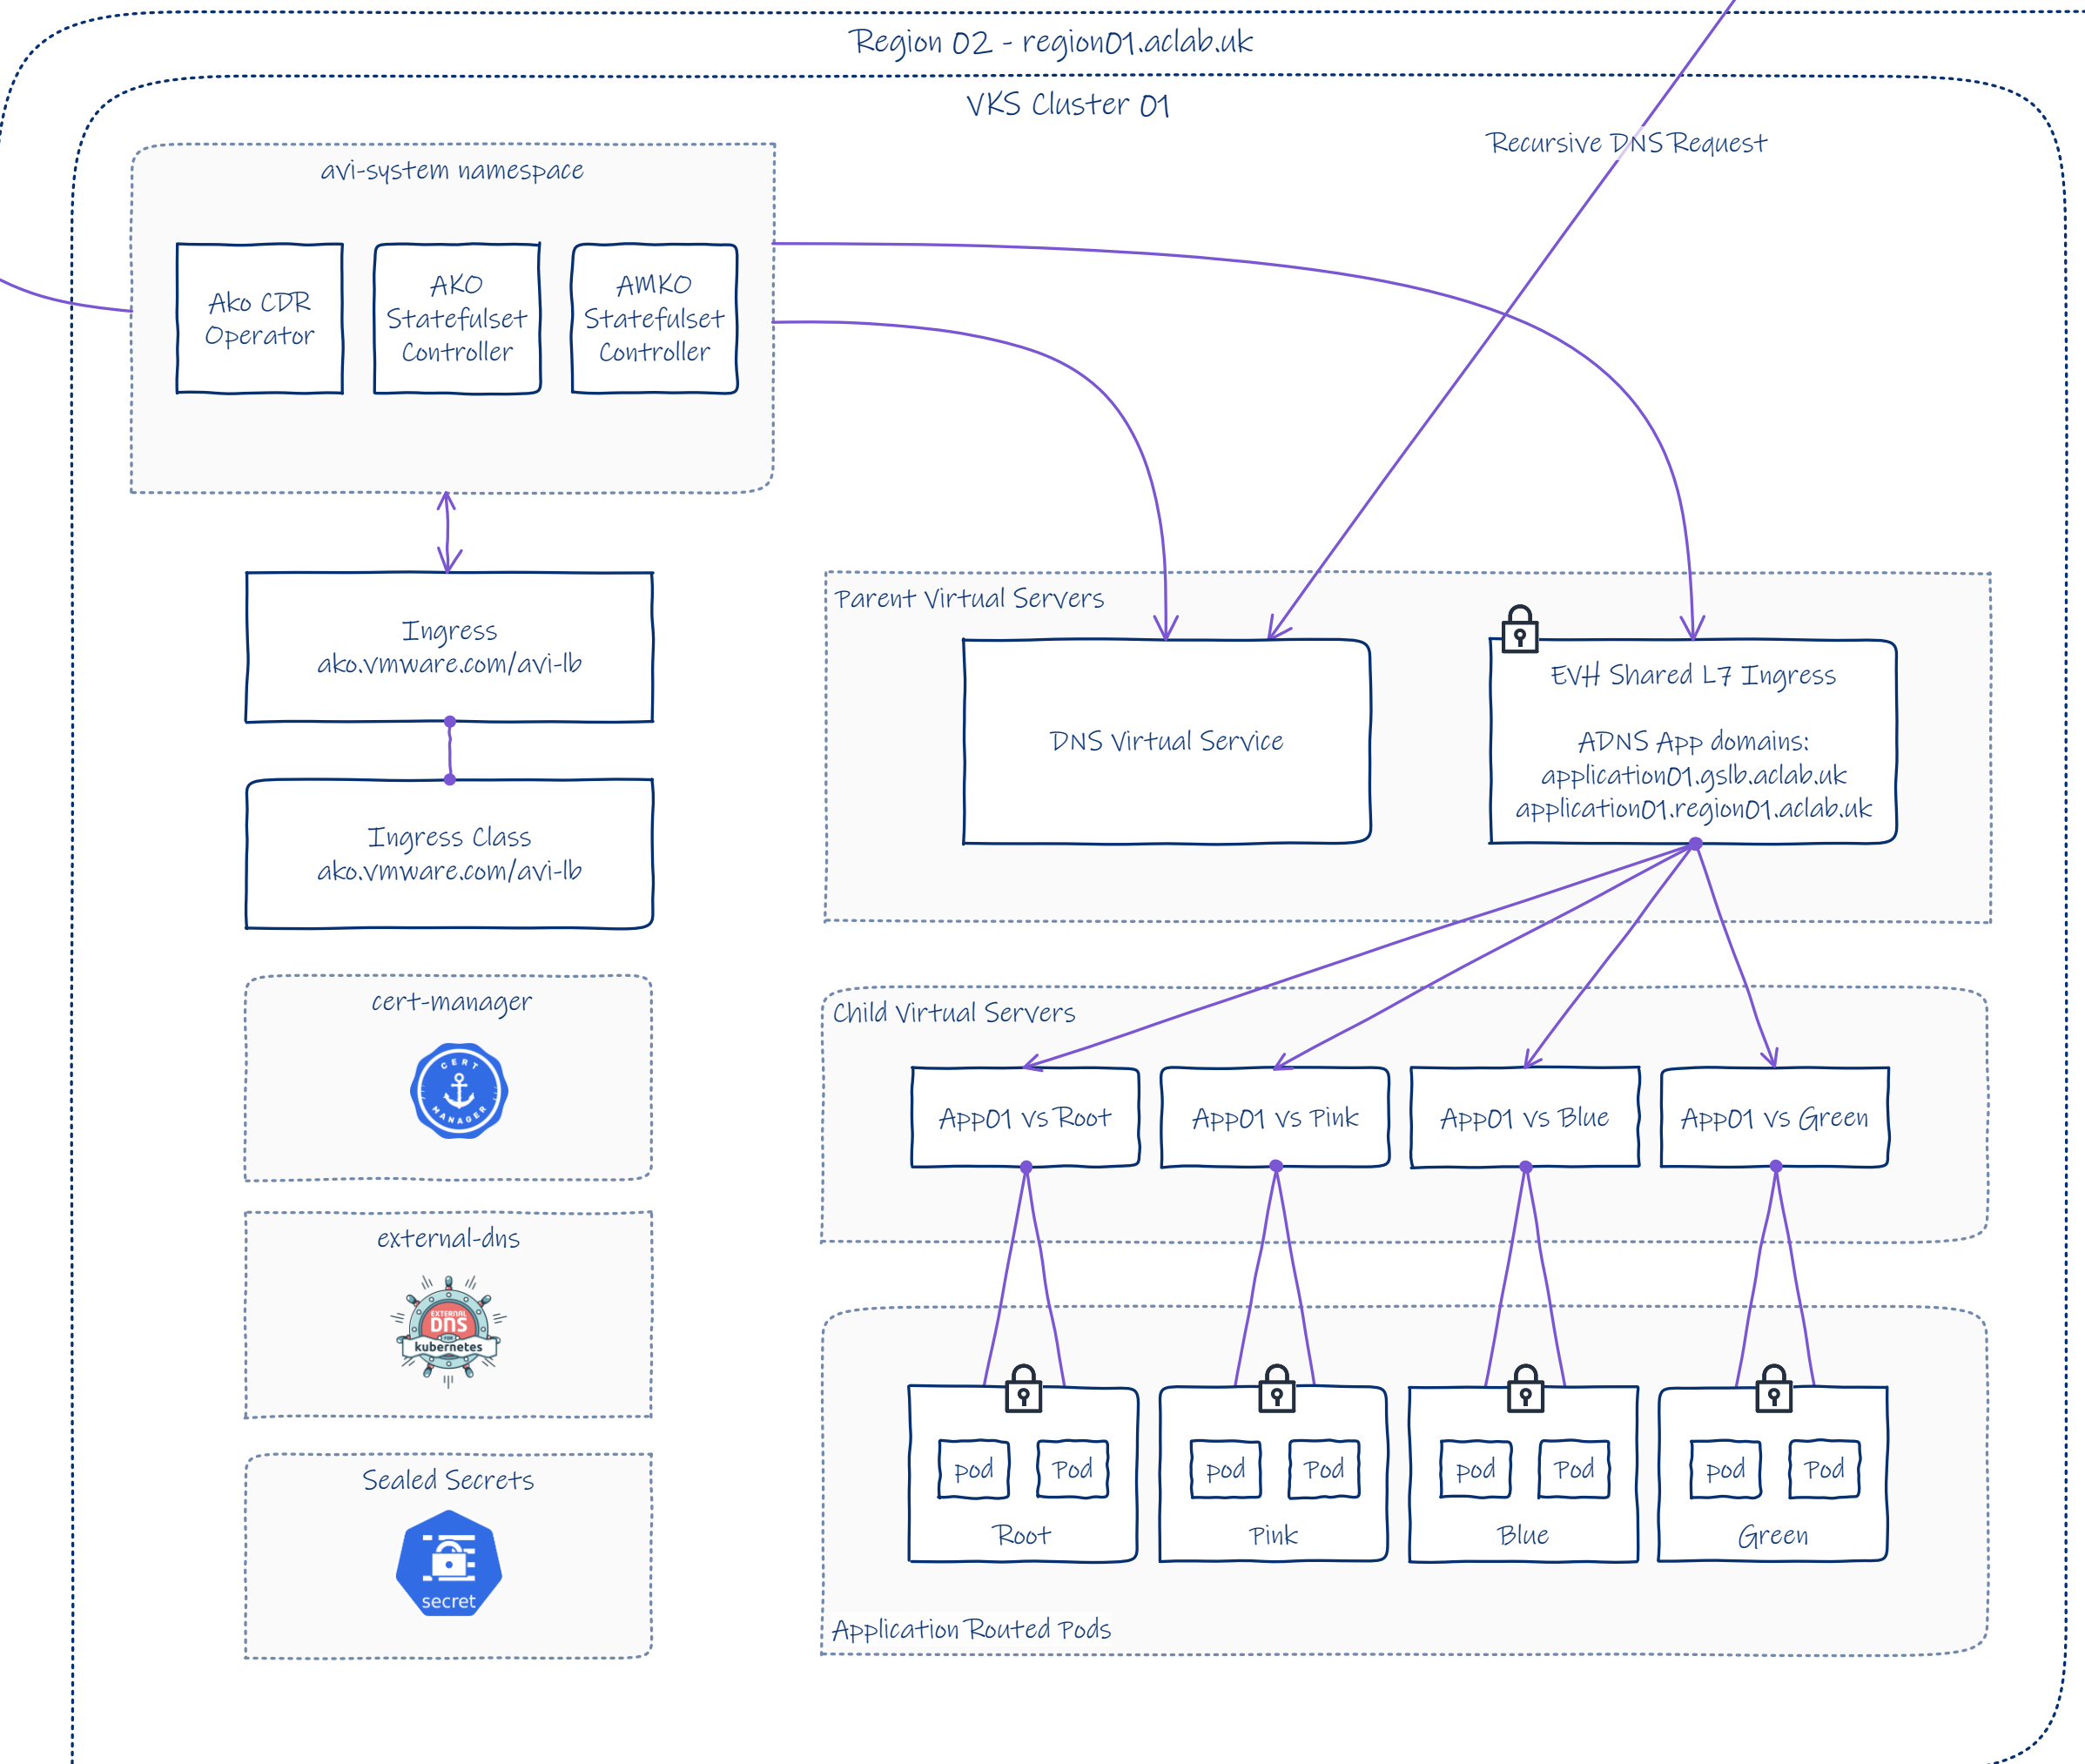 Region 02 - region01.aclab.uk
VKS Cluster 01
Recursive DNS Request
avi-system namespace
Ako CDR
Operator
AKO
Statefulset
Controller
AMKO
Statefulset
Controller
Ingress
ako.vmware.com/avi-lb
Ingress Class
ako.vmware.com/avi-lb
cert-manager
CERT
MANAGER
external-dns
EXTERNAL
DNS
FOR
kubernetes
Sealed Secrets
secret
Parent Virtual Servers
DNS Virtual Service
EVH Shared L7 Ingress
ADNS App domains:
application01.gslb.aclab.uk
application01.region01.aclab.uk
Child Virtual Servers
App01 vs Root
App01 vs Pink
App01 vs Blue
App01 vs Green
pod
Pod
Root
pod
Pod
Pink
pod
Pod
Blue
pod
Pod
Green
Application Routed Pods